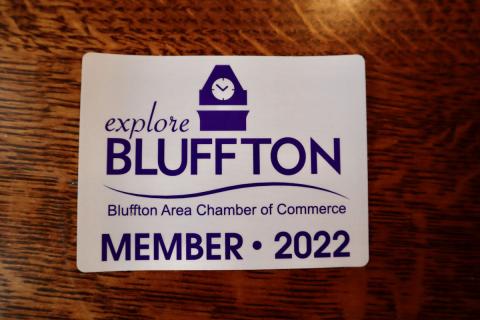 explore
BLUFFTON
Bluffton Area Chamber of Commerce
MEMBER • 2022